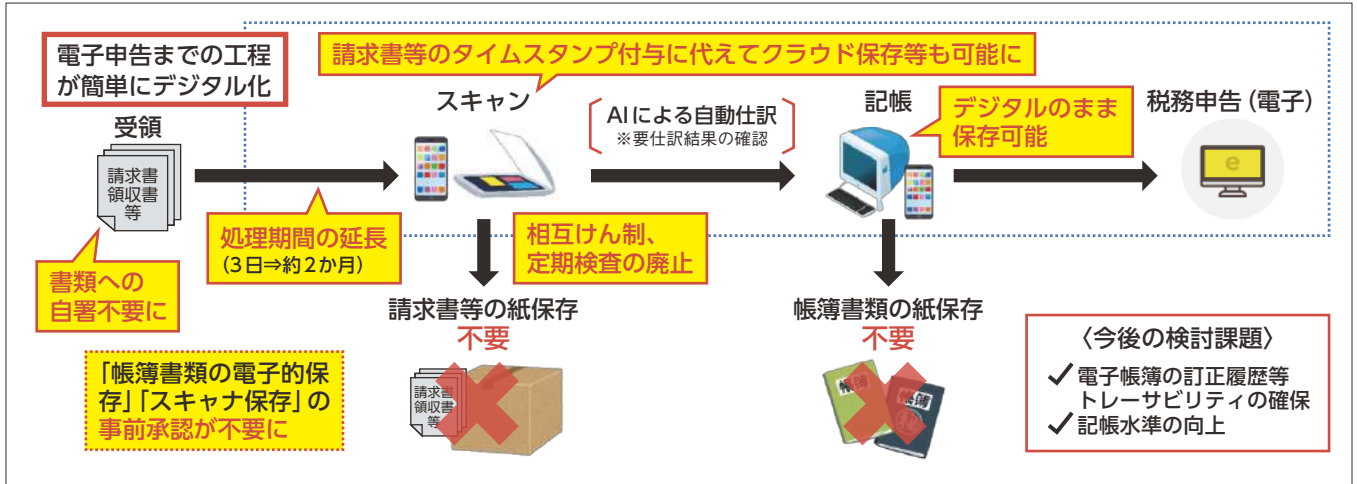 電子申告までの工程
が簡単にデジタル化
請求書等のタイムスタンプ付与に代えてクラウド保存等も可能に
受領
請求書
領収書
等
書類への
自署不要に
処理期間の延長
(3日⇒約2か月)
スキャン
AIによる自動仕訳
※要仕訳結果の確認
記帳
デジタルのまま
保存可能
税務申告(電子)
e
相互けん制、
定期検査の廃止
請求書等の紙保存
不要
請求書
領収書
等
帳簿書類の紙保存
不要
帳簿
帳簿
「帳簿書類の電子的保
存」「スキャナ保存」の
事前承認が不要に
〈今後の検討課題〉
✓電子帳簿の訂正履歴等
トレーサビリティの確保
✓記帳水準の向上